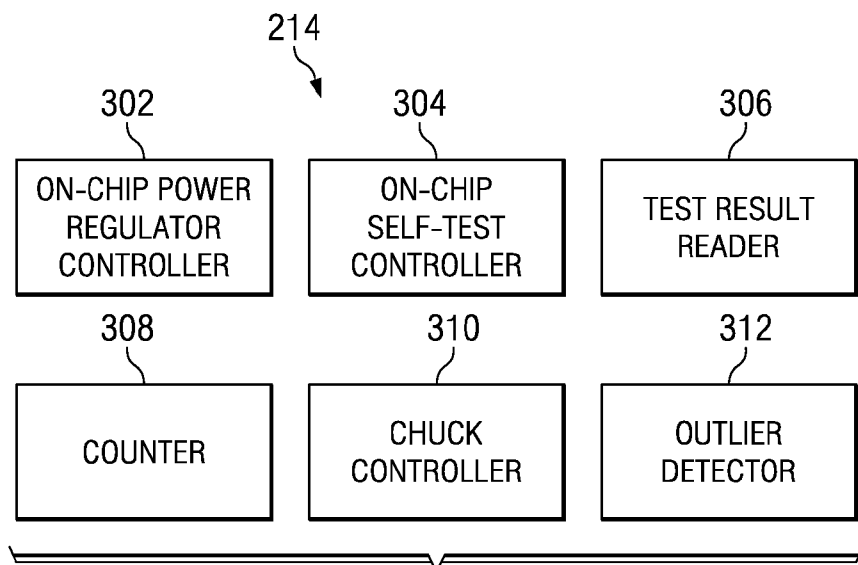 214
302
304
306
ON-CHIP POWER
REGULATOR
CONTROLLER
ON-CHIP
SELF-TEST
CONTROLLER
TEST RESULT
READER
308
310
312
COUNTER
CHUCK
CONTROLLER
OUTLIER
DETECTOR